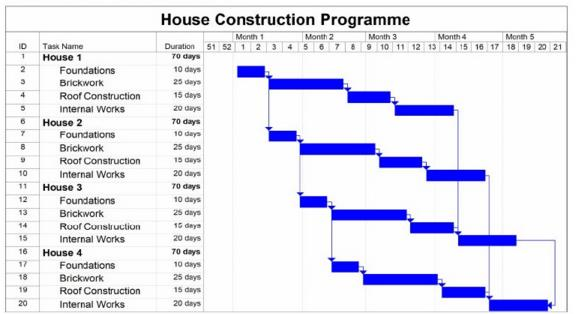 House Construction Programme
Month 1 Month 2 Month 3 Month 4 Month 5
ID Task Name Duration 51 52 1 2 3 4 5 6 7 8 9 10 11 12 13 14 15 16 17 18 19 20 21
1 House 1 70 days
2 Foundations 10 days
3 Brickwork 25 days
4 Roof Construction 15 days
5 Internal Works 20 days
6 House 2 70 days
7 Foundations 10 days
8 Brickwork 25 days
9 Roof Construction 15 days
10 Internal Works 20 days
11 House 3 70 days
12 Foundations 10 days
13 Brickwork 25 days
14 Roof Construction 15 days
15 Internal Works 20 days
16 House 4 70 days
17 Foundations 10 days
18 Brickwork 25 days
19 Roof Construction 15 days
20 Internal Works 20 days